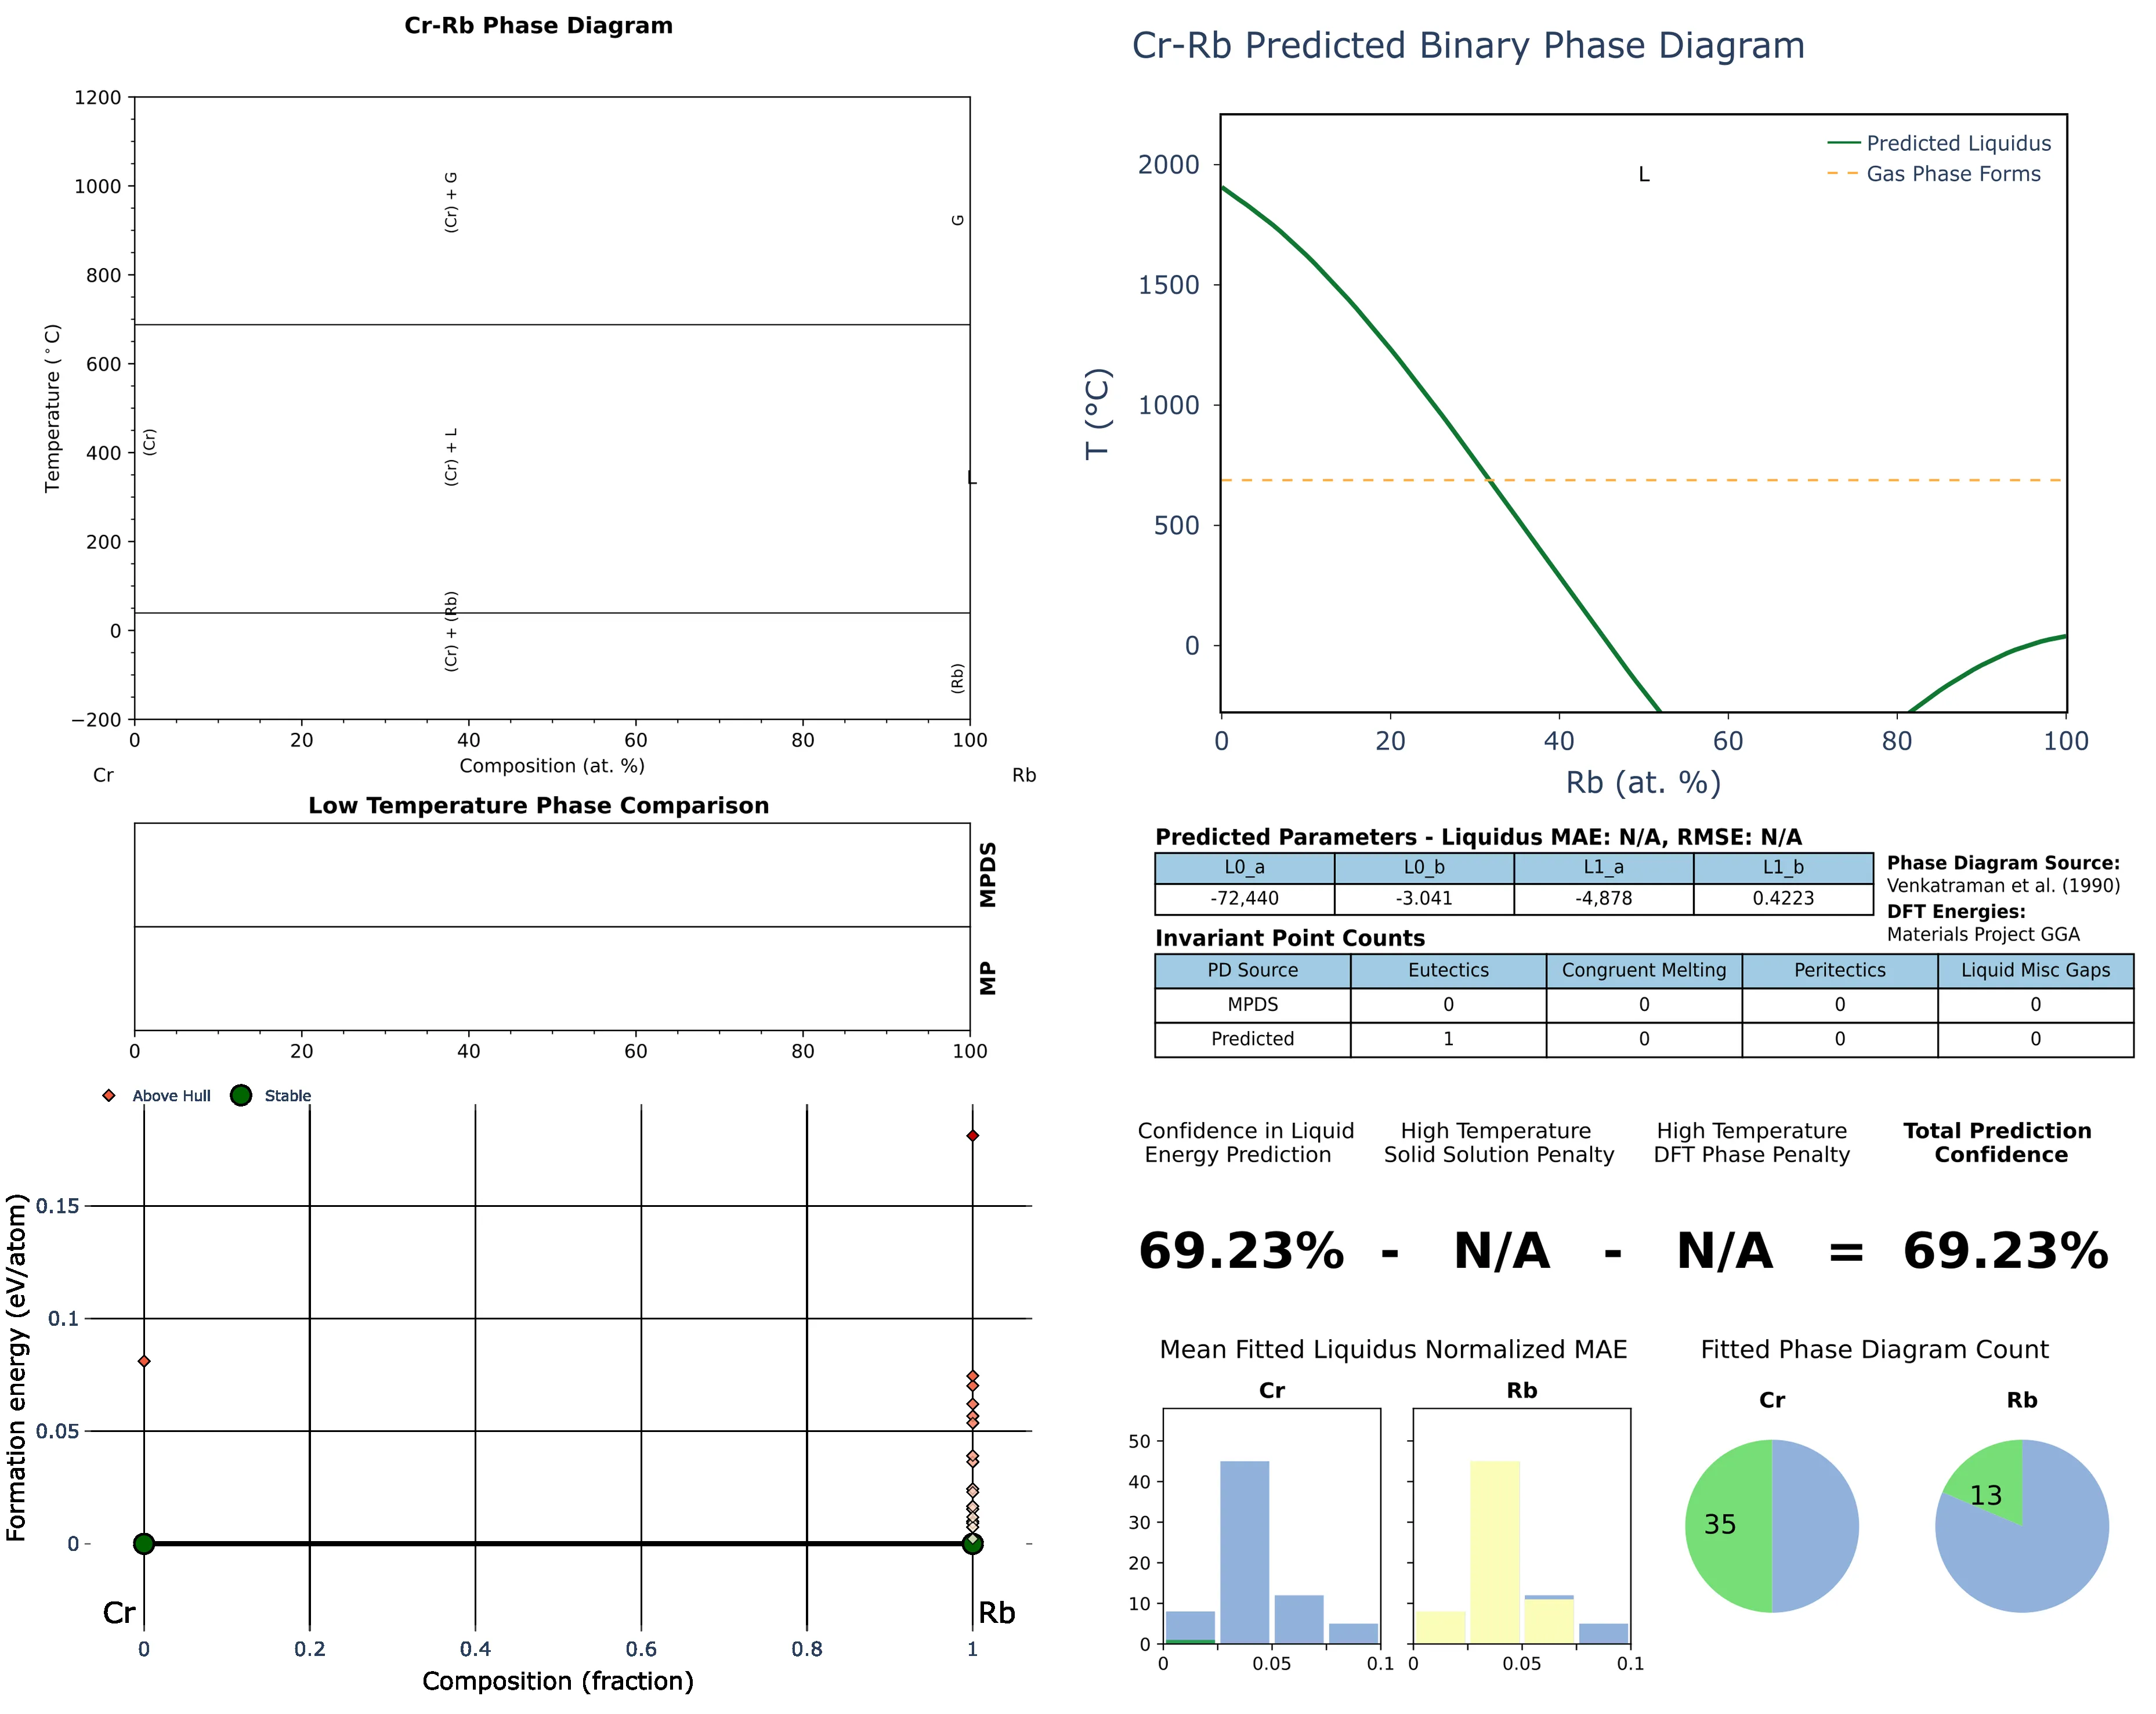 Cr-Rb Phase Diagram
1200
1000
800
600
400
200
0
−200
Temperature (°C)
(Cr) + G
G
(Cr)
(Cr) + L
L
(Cr) + (Rb)
(Rb)
0 20 40 60 80 100
Composition (at. %)
Cr Rb
Low Temperature Phase Comparison
MPDS
MP
0 20 40 60 80 100
Above Hull Stable
0.15
0.1
0.05
0
Formation energy (eV/atom)
Cr Rb
0 0.2 0.4 0.6 0.8 1
Composition (fraction)
Cr-Rb Predicted Binary Phase Diagram
Predicted Liquidus
Gas Phase Forms
L
2000
1500
1000
500
0
T (°C)
0 20 40 60 80 100
Rb (at. %)
Predicted Parameters - Liquidus MAE: N/A, RMSE: N/A
L0_a L0_b L1_a L1_b
-72,440 -3.041 -4,878 0.4223
Phase Diagram Source:
Venkatraman et al. (1990)
DFT Energies:
Materials Project GGA
Invariant Point Counts
PD Source Eutectics Congruent Melting Peritectics Liquid Misc Gaps
MPDS 0 0 0 0
Predicted 1 0 0 0
Confidence in Liquid
Energy Prediction
High Temperature
Solid Solution Penalty
High Temperature
DFT Phase Penalty
Total Prediction
Confidence
69.23% - N/A - N/A = 69.23%
Mean Fitted Liquidus Normalized MAE
Cr Rb
50
40
30
20
10
0
0 0.05 0.1 0 0.05 0.1
Fitted Phase Diagram Count
Cr Rb
35 13